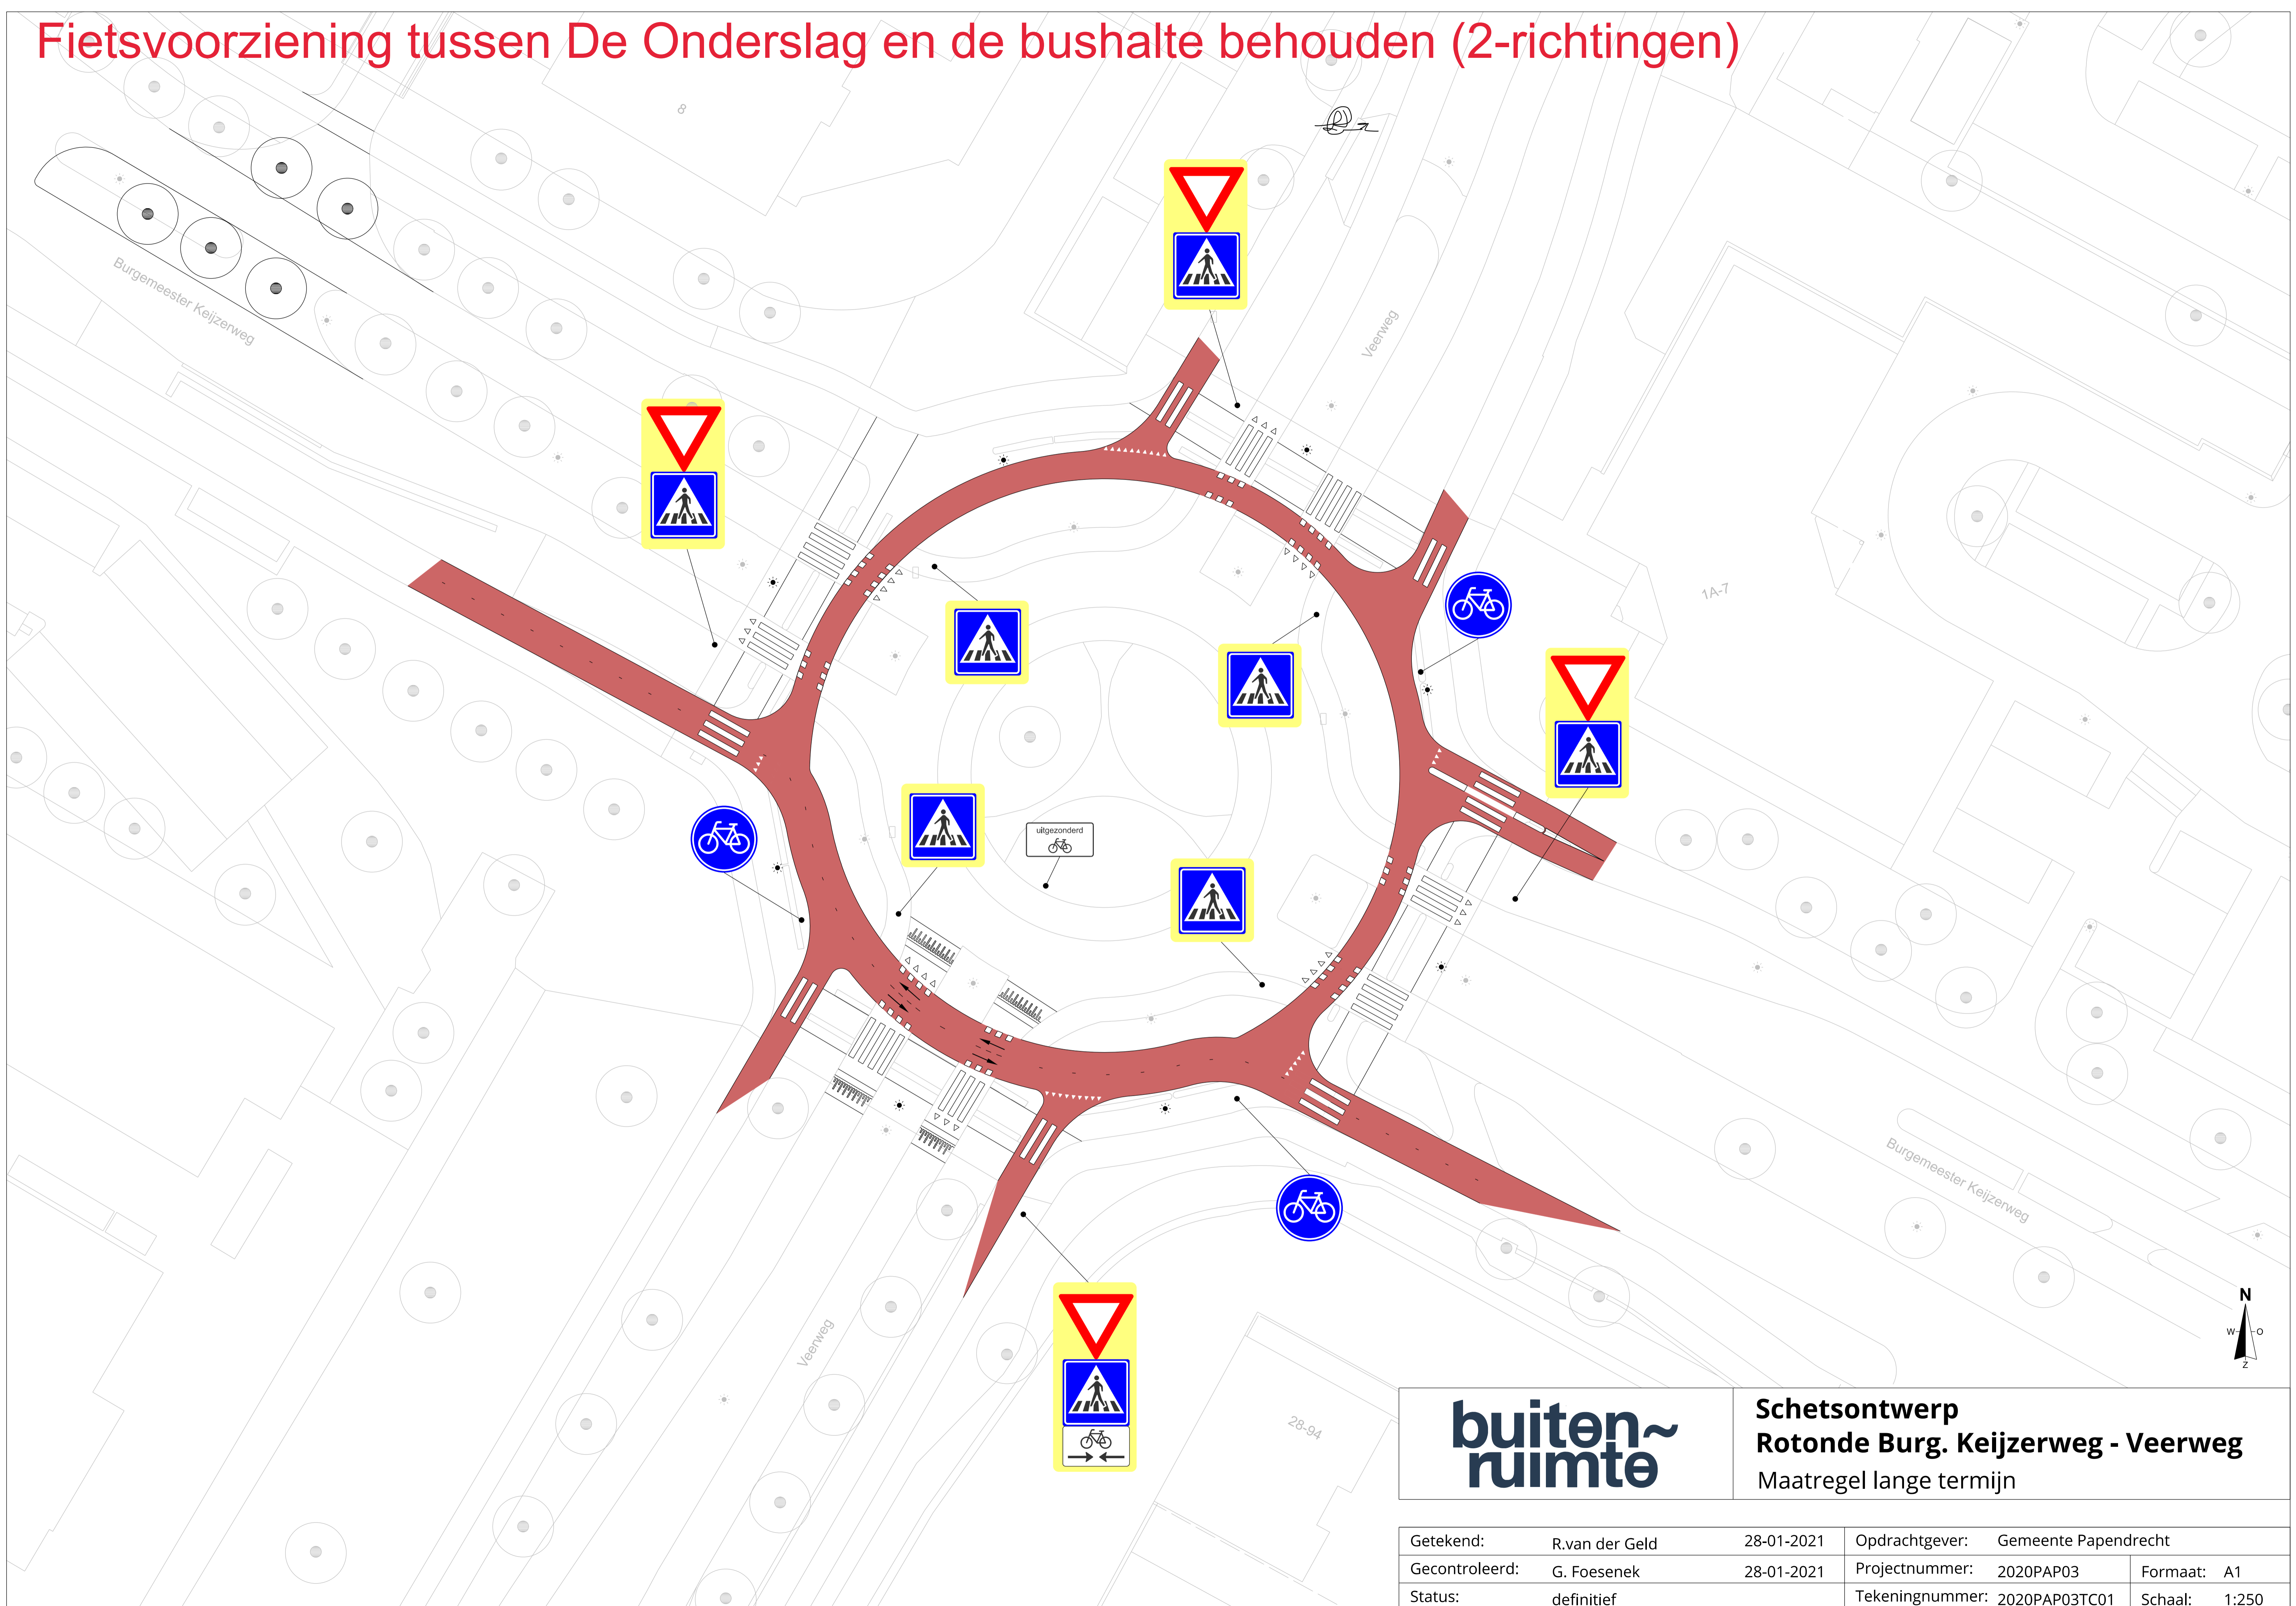 Fietsvoorziening tussen De Onderslag en de bushalte behouden (2-richtingen)
8
Burgemeester Keijzerweg
Veerweg
1A-7
uitgezonderd
Burgemeester Keijzerweg
Veerweg
28-94
N
W
O
Z
buiten~
ruimte
Schetsontwerp
Rotonde Burg. Keijzerweg - Veerweg
Maatregel lange termijn
Getekend: R.van der Geld 28-01-2021 Opdrachtgever: Gemeente Papendrecht
Gecontroleerd: G. Foesenek 28-01-2021 Projectnummer: 2020PAP03 Formaat: A1
Status: definitief Tekeningnummer: 2020PAP03TC01 Schaal: 1:250